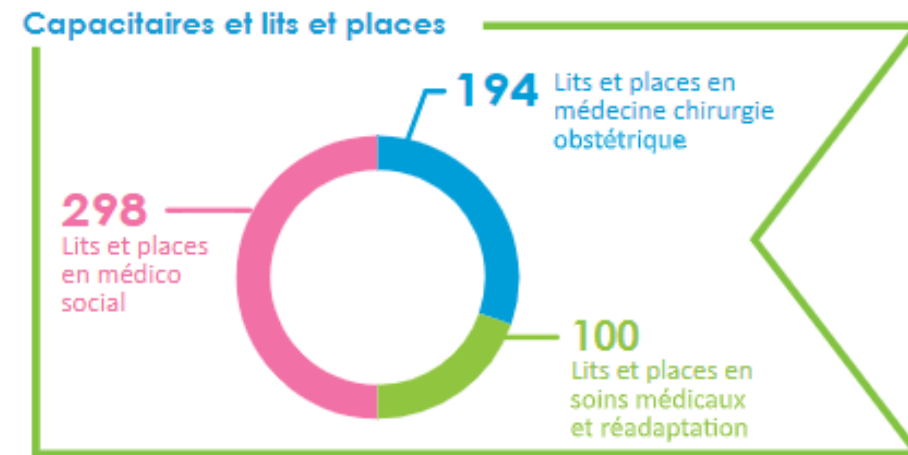 Capacitaires et lits et places
194
Lits et places en
médecine chirurgie
obstétrique
298
Lits et places
en médico
social
100
Lits et places en
soins médicaux
et réadaptation